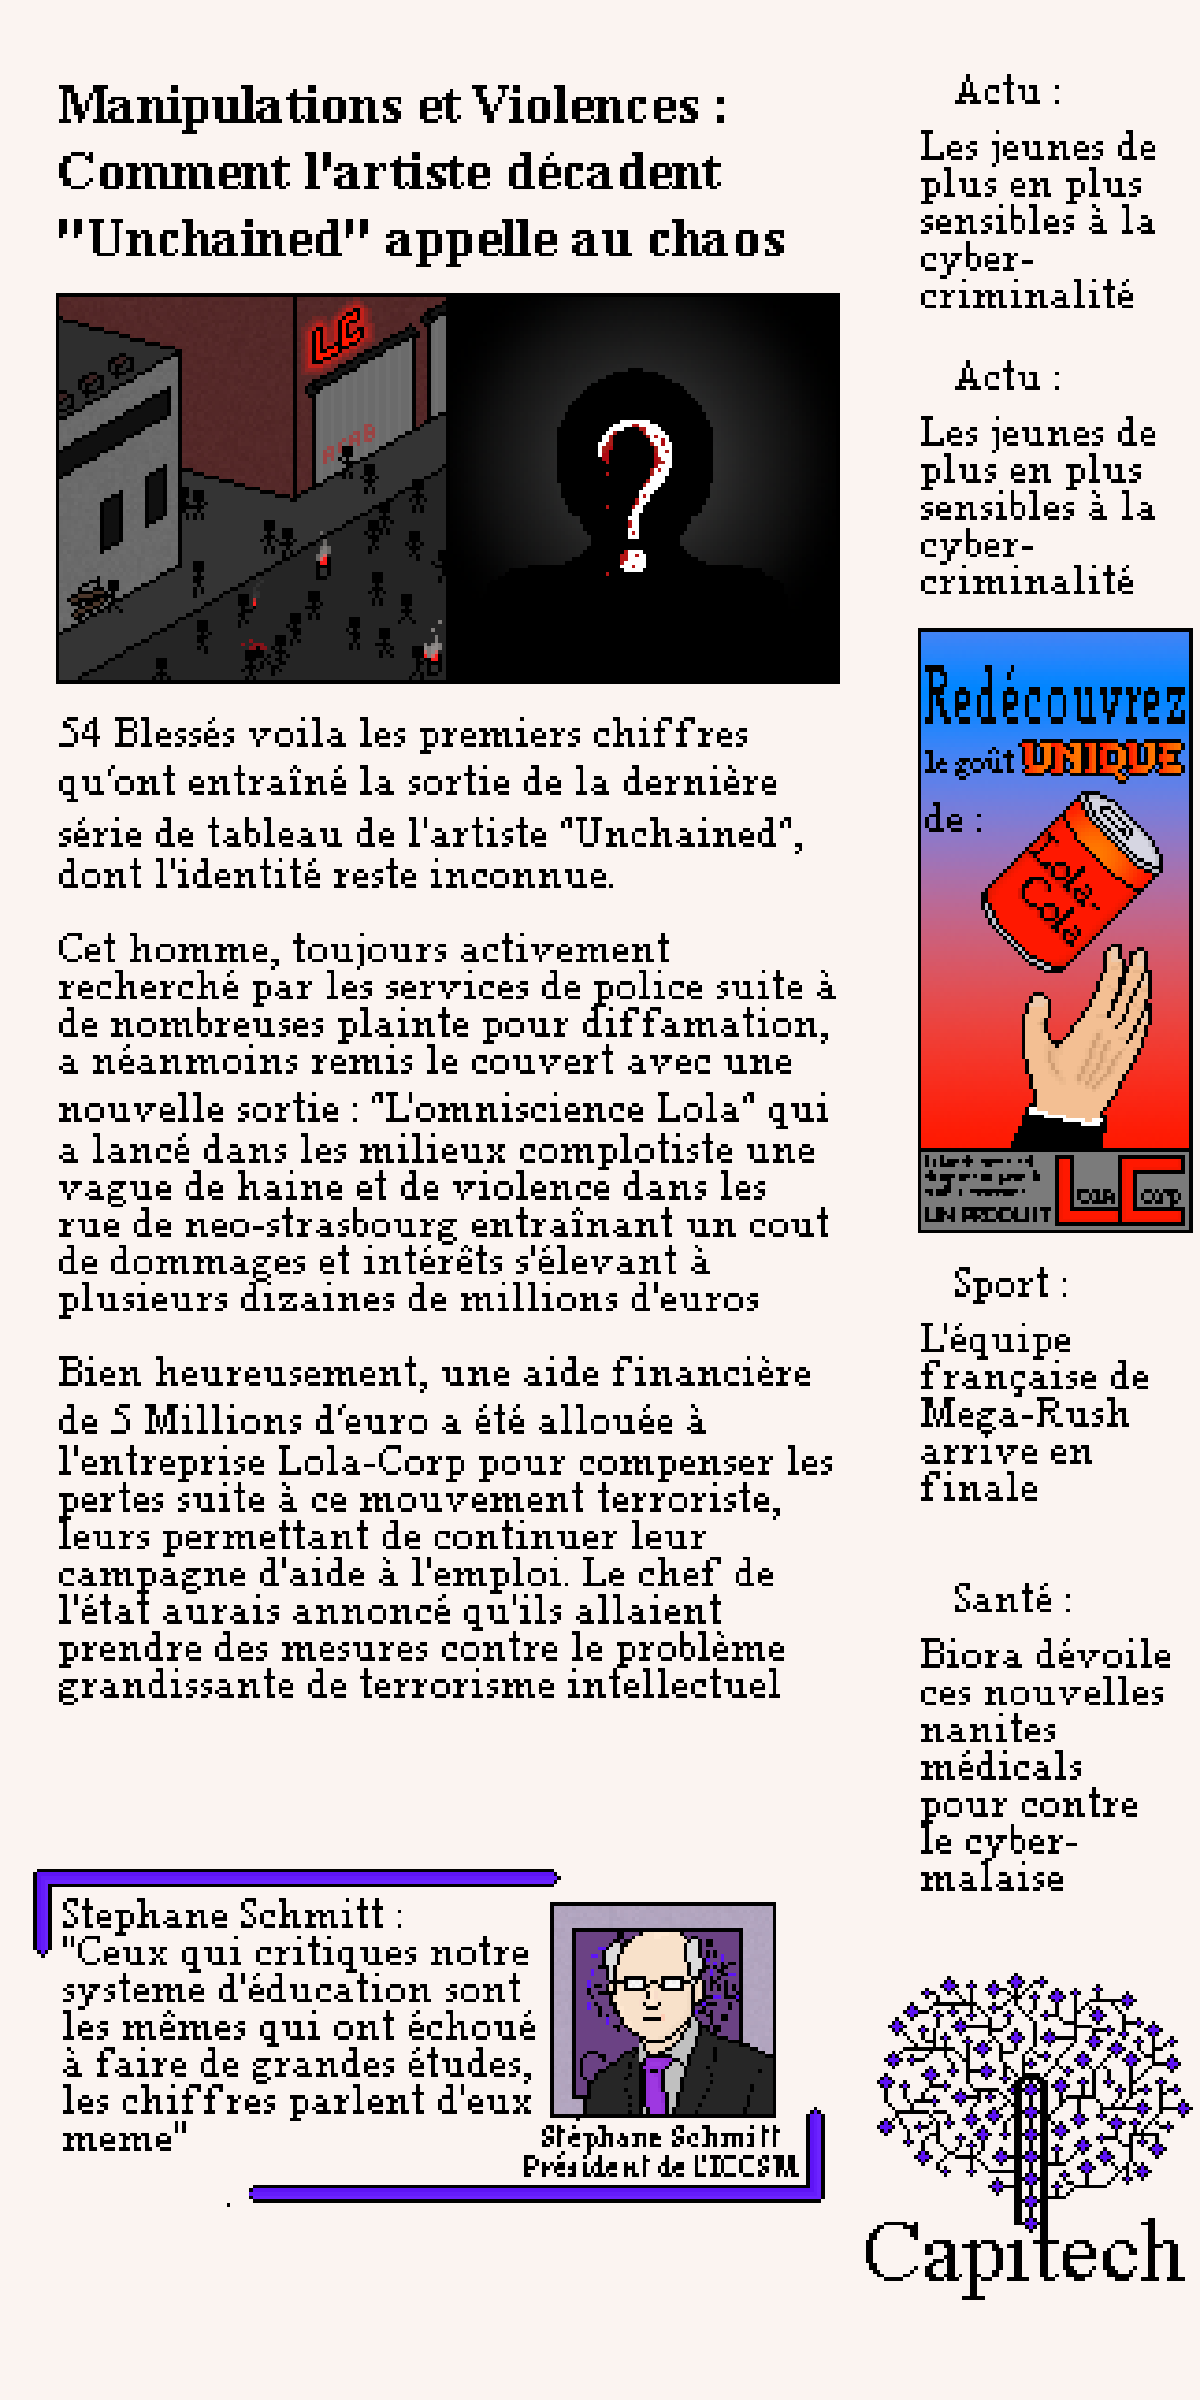 Manipulations et Violences :
Comment l'artiste décadent
"Unchained" appelle au chaos
LC
ACAB
?
54 Blessés voila les premiers chiffres
qu'ont entraîné la sortie de la dernière
série de tableau de l'artiste "Unchained",
dont l'identité reste inconnue.
Cet homme, toujours activement
recherché par les services de police suite à
de nombreuses plainte pour diffamation,
a néanmoins remis le couvert avec une
nouvelle sortie : "L'omniscience Lola" qui
a lancé dans les milieux complotiste une
vague de haine et de violence dans les
rue de neo-strasbourg entraînant un cout
de dommages et intérêts s'élevant à
plusieurs dizaines de millions d'euros
Bien heureusement, une aide financière
de 5 Millions d'euro a été allouée à
l'entreprise Lola-Corp pour compenser les
pertes suite à ce mouvement terroriste,
leurs permettant de continuer leur
campagne d'aide à l'emploi. Le chef de
l'état aurais annoncé qu'ils allaient
prendre des mesures contre le problème
grandissante de terrorisme intellectuel
Stephane Schmitt :
"Ceux qui critiques notre
systeme d'éducation sont
les mêmes qui ont échoué
à faire de grandes études,
les chiffres parlent d'eux
meme"
Stéphane Schmitt
Président de L'ICCSM
Actu :
Les jeunes de
plus en plus
sensibles à la
cyber-
criminalité
Actu :
Les jeunes de
plus en plus
sensibles à la
cyber-
criminalité
Redécouvrez
le goût UNIQUE
de :
Lola
Cola
UN PRODUIT
Lola Corp
Sport :
L'équipe
française de
Mega-Rush
arrive en
finale
Santé :
Biora dévoile
ces nouvelles
nanites
médicals
pour contre
le cyber-
malaise
Capitech